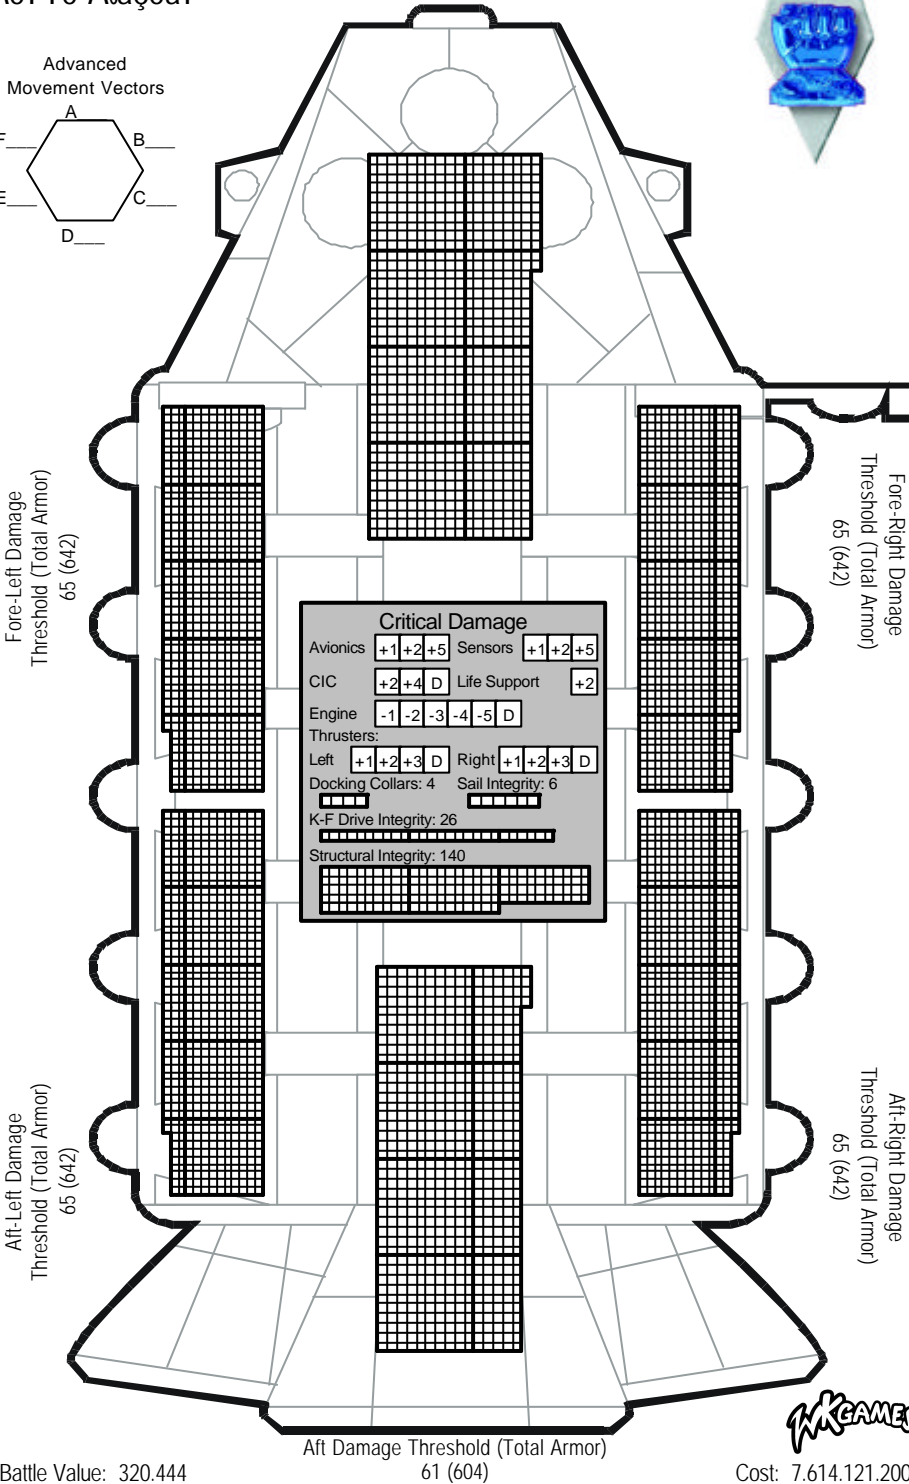 Advanced
Movement Vectors
A
F___ B___
E___ C___
D___
Fore-Left Damage
Threshold (Total Armor)
65 (642)
Fore-Right Damage
Threshold (Total Armor)
65 (642)
Critical Damage
Avionics +1 +2 +5 Sensors +1 +2 +5
CIC +2 +4 D Life Support +2
Engine -1 -2 -3 -4 -5 D
Thrusters:
Left +1 +2 +3 D Right +1 +2 +3 D
Docking Collars: 4 Sail Integrity: 6
K-F Drive Integrity: 26
Structural Integrity: 140
Aft-Left Damage
Threshold (Total Armor)
65 (642)
Aft-Right Damage
Threshold (Total Armor)
65 (642)
WKGAMES
Aft Damage Threshold (Total Armor)
61 (604)
Battle Value: 320.444
Cost: 7.614.121.200